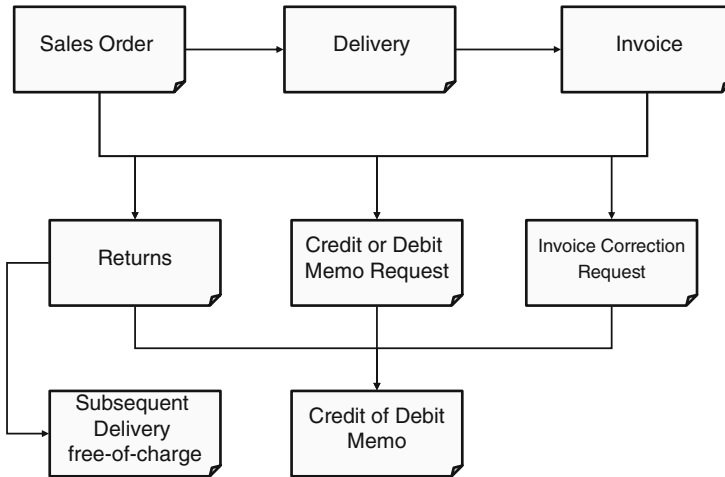 Sales Order
Delivery
Invoice
Returns
Credit or Debit
Memo Request
Invoice Correction
Request
Subsequent
Delivery
free-of-charge
Credit of Debit
Memo